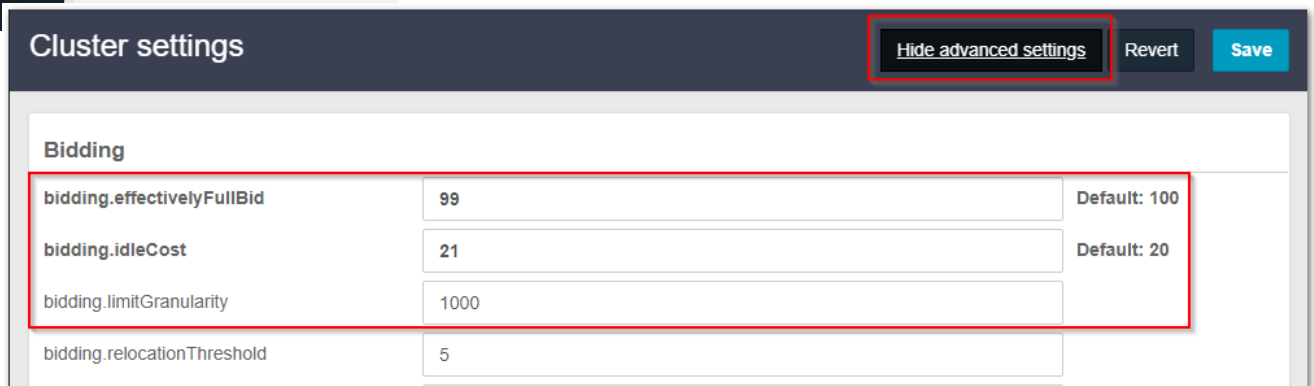 Cluster settings Hide advanced settings Revert Save
Bidding
bidding.effectivelyFullBid 99 Default: 100
bidding.idleCost 21 Default: 20
bidding.limitGranularity 1000
bidding.relocationThreshold 5